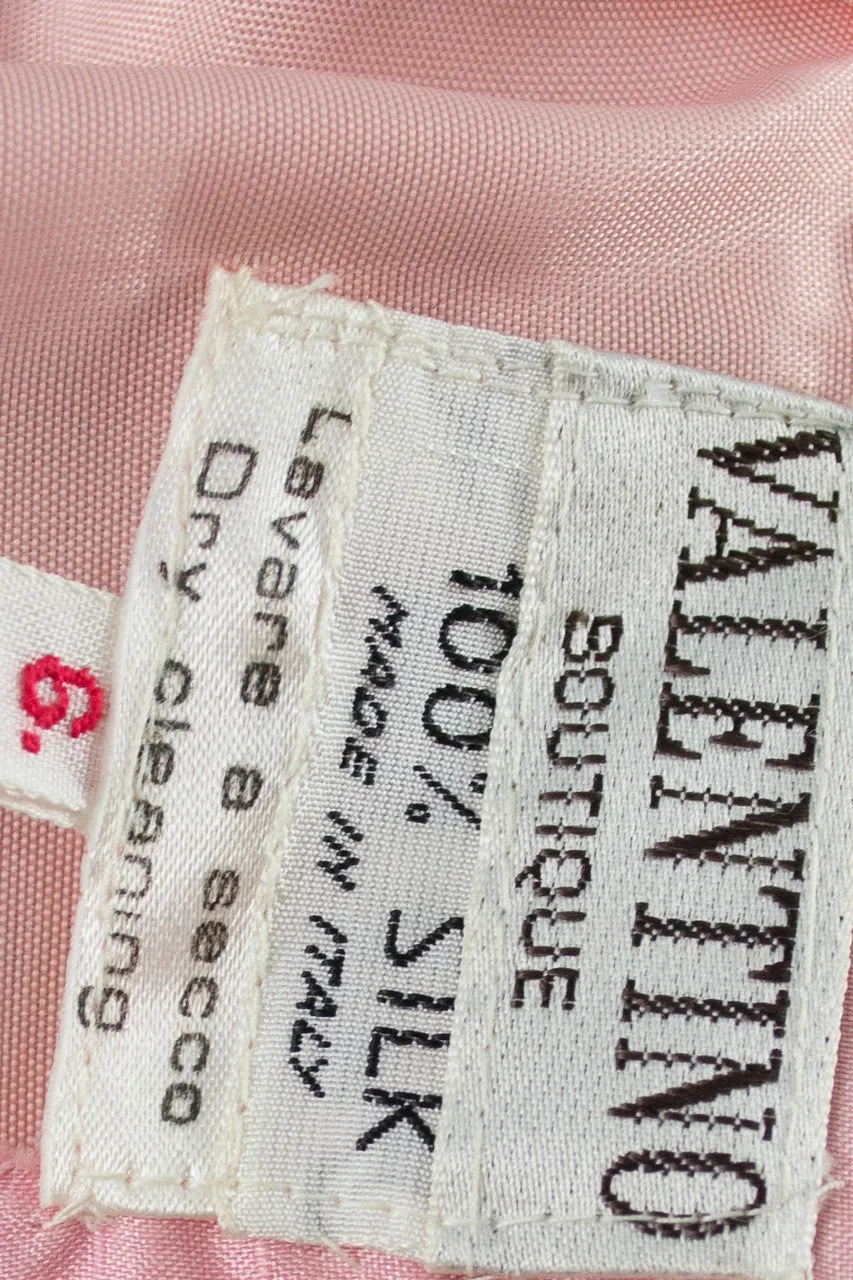 VALENTINO
BOUTIQUE
100% SILK
MADE IN ITALY
Lavare a secco
Dry cleaning
6.